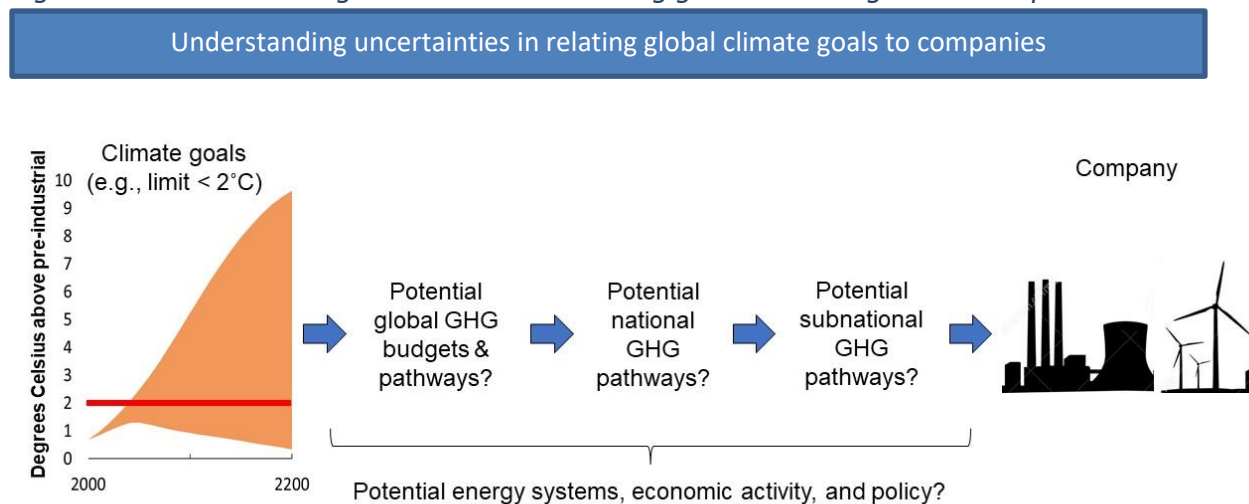 Understanding uncertainties in relating global climate goals to companies
Climate goals
(e.g., limit < 2°C)
Degrees Celsius above pre-industrial
10
9
8
7
6
5
4
3
2
1
0
2000
2200
Potential
global GHG
budgets &
pathways?
Potential
national
GHG
pathways?
Potential
subnational
GHG
pathways?
Company
Potential energy systems, economic activity, and policy?